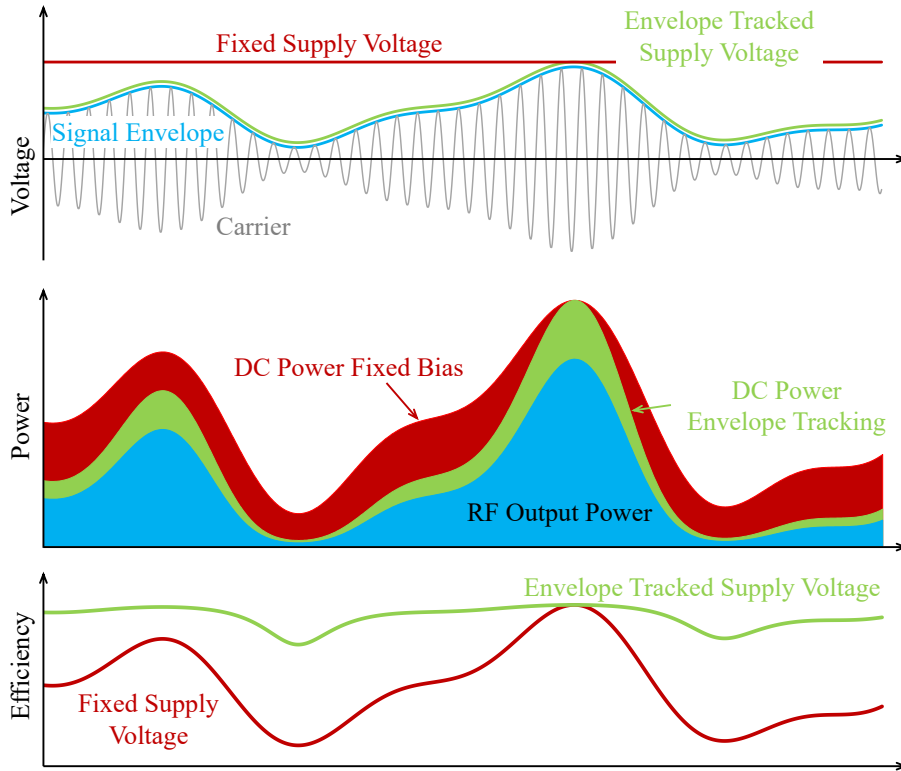 Fixed Supply Voltage
Envelope Tracked
Supply Voltage
Signal Envelope
Voltage
Carrier
DC Power Fixed Bias
DC Power
Envelope Tracking
Power
RF Output Power
Envelope Tracked Supply Voltage
Efficiency
Fixed Supply
Voltage